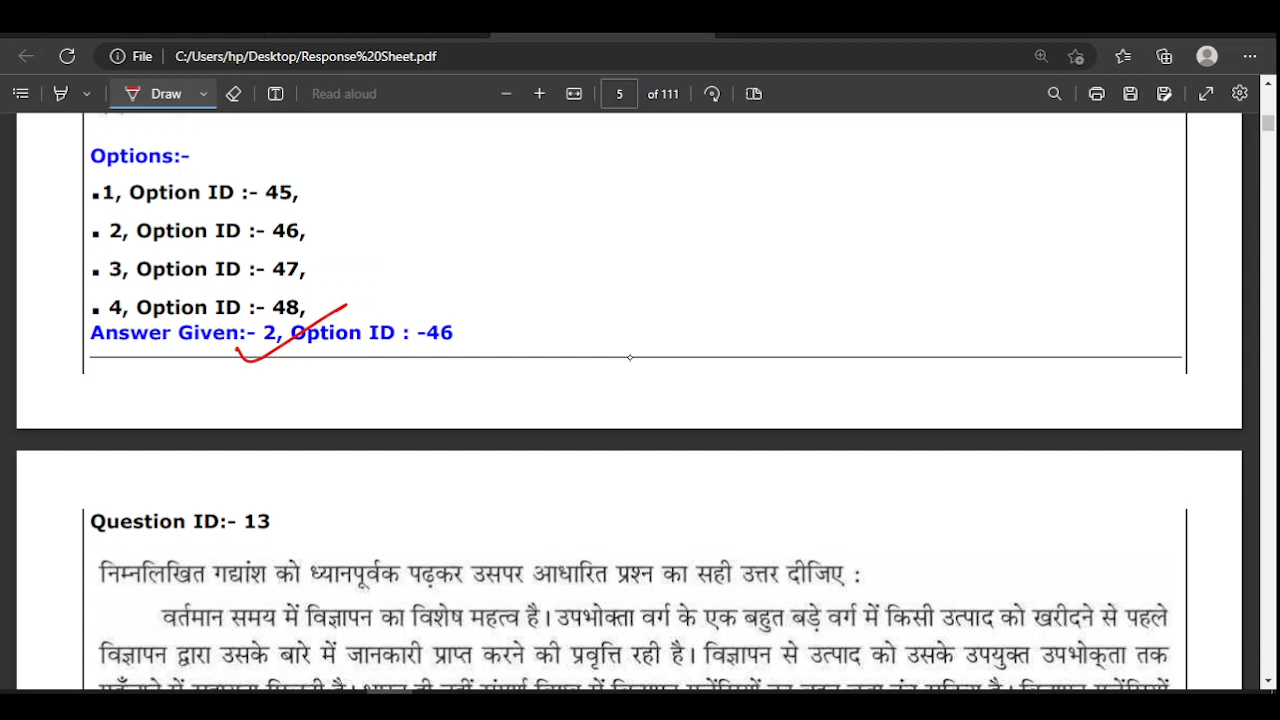 File C:/Users/hp/Desktop/Response%20Sheet.pdf
Draw Read aloud 5 of 111
Options:-
▪1, Option ID :- 45,
▪ 2, Option ID :- 46,
▪ 3, Option ID :- 47,
▪ 4, Option ID :- 48,
Answer Given:- 2, Option ID : -46
Question ID:- 13
निम्नलिखित गद्यांश को ध्यानपूर्वक पढ़कर उसपर आधारित प्रश्न का सही उत्तर दीजिए :
वर्तमान समय में विज्ञापन का विशेष महत्व है। उपभोक्ता वर्ग के एक बहुत बड़े वर्ग में किसी उत्पाद को खरीदने से पहले
विज्ञापन द्वारा उसके बारे में जानकारी प्राप्त करने की प्रवृत्ति रही है। विज्ञापन से उत्पाद को उसके उपयुक्त उपभोक्ता तक